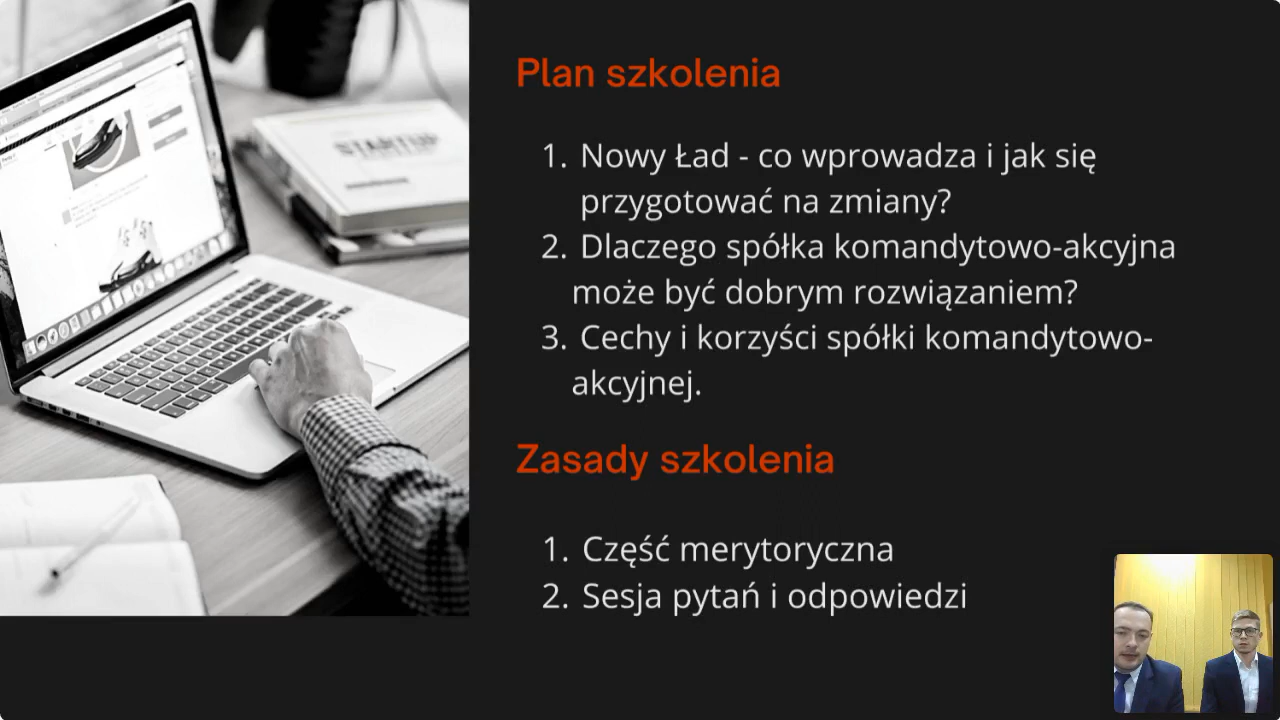 STARTUP
Plan szkolenia
1. Nowy Ład - co wprowadza i jak się
przygotować na zmiany?
2. Dlaczego spółka komandytowo-akcyjna
może być dobrym rozwiązaniem?
3. Cechy i korzyści spółki komandytowo-
akcyjnej.
Zasady szkolenia
1. Część merytoryczna
2. Sesja pytań i odpowiedzi